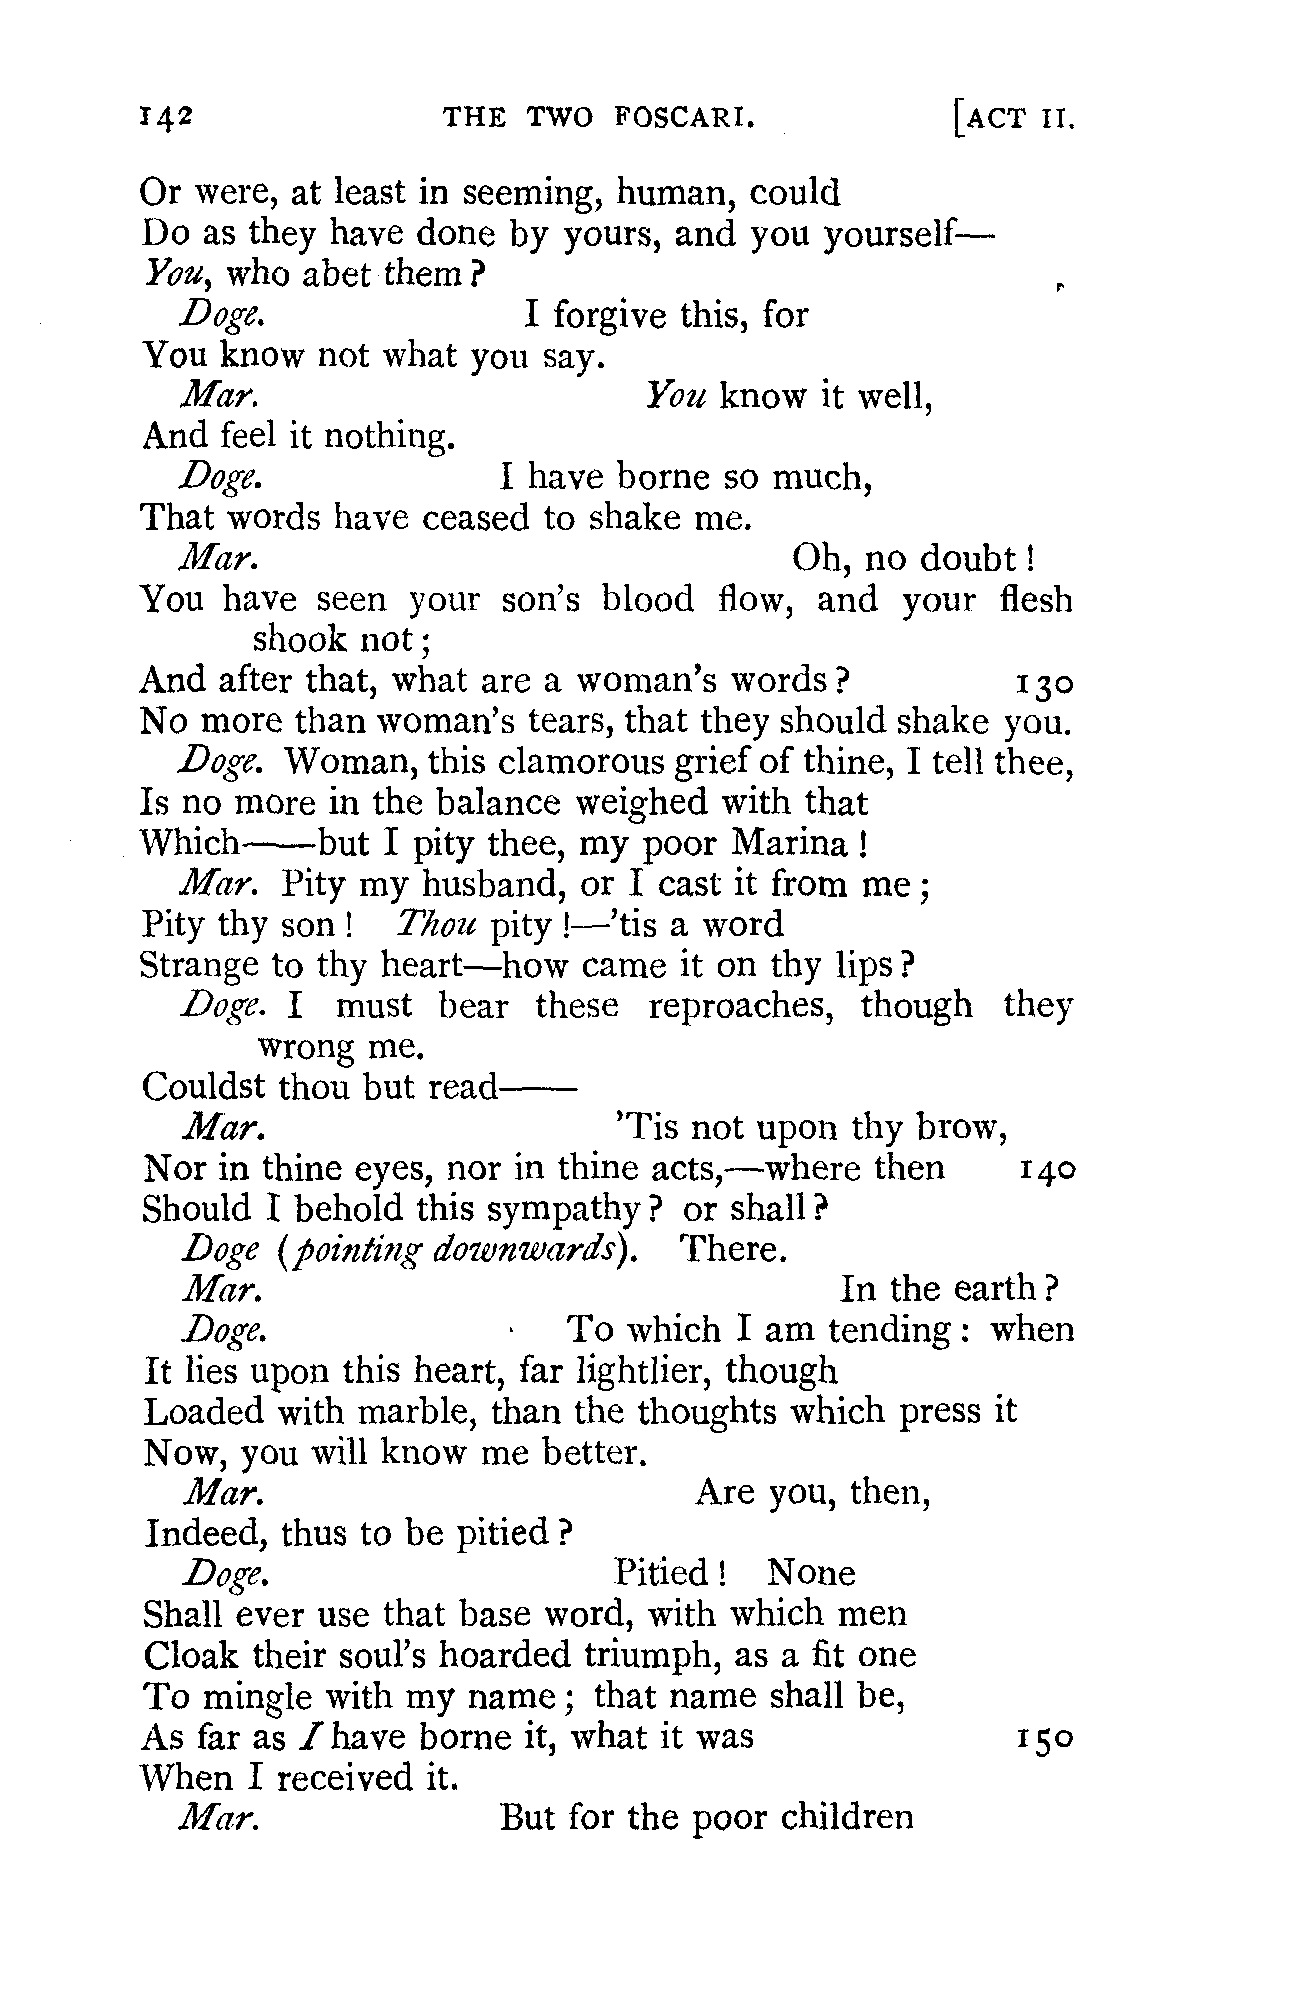 142 THE TWO FOSCARI. [ACT II.
Or were, at least in seeming, human, could
Do as they have done by yours, and you yourself—
You, who abet them?
Doge. I forgive this, for
You know not what you say.
Mar. You know it well,
And feel it nothing.
Doge. I have borne so much,
That words have ceased to shake me.
Mar. Oh, no doubt!
You have seen your son's blood flow, and your flesh
shook not;
And after that, what are a woman's words? 130
No more than woman's tears, that they should shake you.
Doge. Woman, this clamorous grief of thine, I tell thee,
Is no more in the balance weighed with that
Which——but I pity thee, my poor Marina!
Mar. Pity my husband, or I cast it from me;
Pity thy son! Thou pity!—'tis a word
Strange to thy heart—how came it on thy lips?
Doge. I must bear these reproaches, though they
wrong me.
Couldst thou but read——
Mar. 'Tis not upon thy brow,
Nor in thine eyes, nor in thine acts,—where then 140
Should I behold this sympathy? or shall?
Doge (pointing downwards). There.
Mar. In the earth?
Doge. To which I am tending: when
It lies upon this heart, far lightlier, though
Loaded with marble, than the thoughts which press it
Now, you will know me better.
Mar. Are you, then,
Indeed, thus to be pitied?
Doge. Pitied! None
Shall ever use that base word, with which men
Cloak their soul's hoarded triumph, as a fit one
To mingle with my name; that name shall be,
As far as I have borne it, what it was 150
When I received it.
Mar. But for the poor children